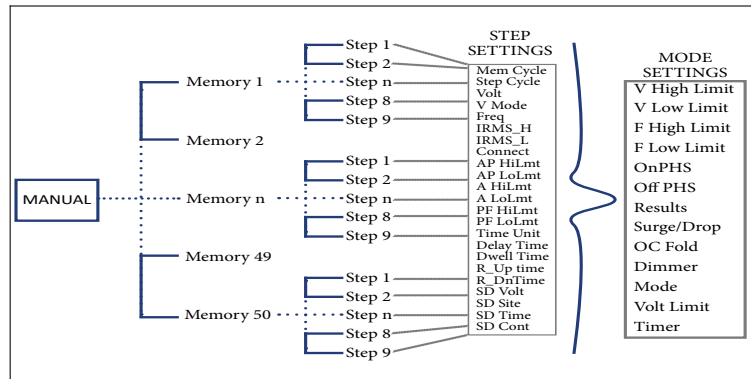 MANUAL
Memory 1
Memory 2
Memory n
Memory 49
Memory 50
Step 1
Step 2
Step n
Step 8
Step 9
Step 1
Step 2
Step n
Step 8
Step 9
Step 1
Step 2
Step n
Step 8
Step 9
STEP
SETTINGS
Mem Cycle
Step Cycle
Volt
V Mode
Freq
IRMS_H
IRMS_L
Connect
AP HiLmt
AP LoLmt
A HiLmt
A LoLmt
PF HiLmt
PF LoLmt
Time Unit
Delay Time
Dwell Time
R_Up time
R_DnTime
SD Volt
SD Site
SD Time
SD Cont
MODE
SETTINGS
V High Limit
V Low Limit
F High Limit
F Low Limit
OnPHS
Off PHS
Results
Surge/Drop
OC Fold
Dimmer
Mode
Volt Limit
Timer